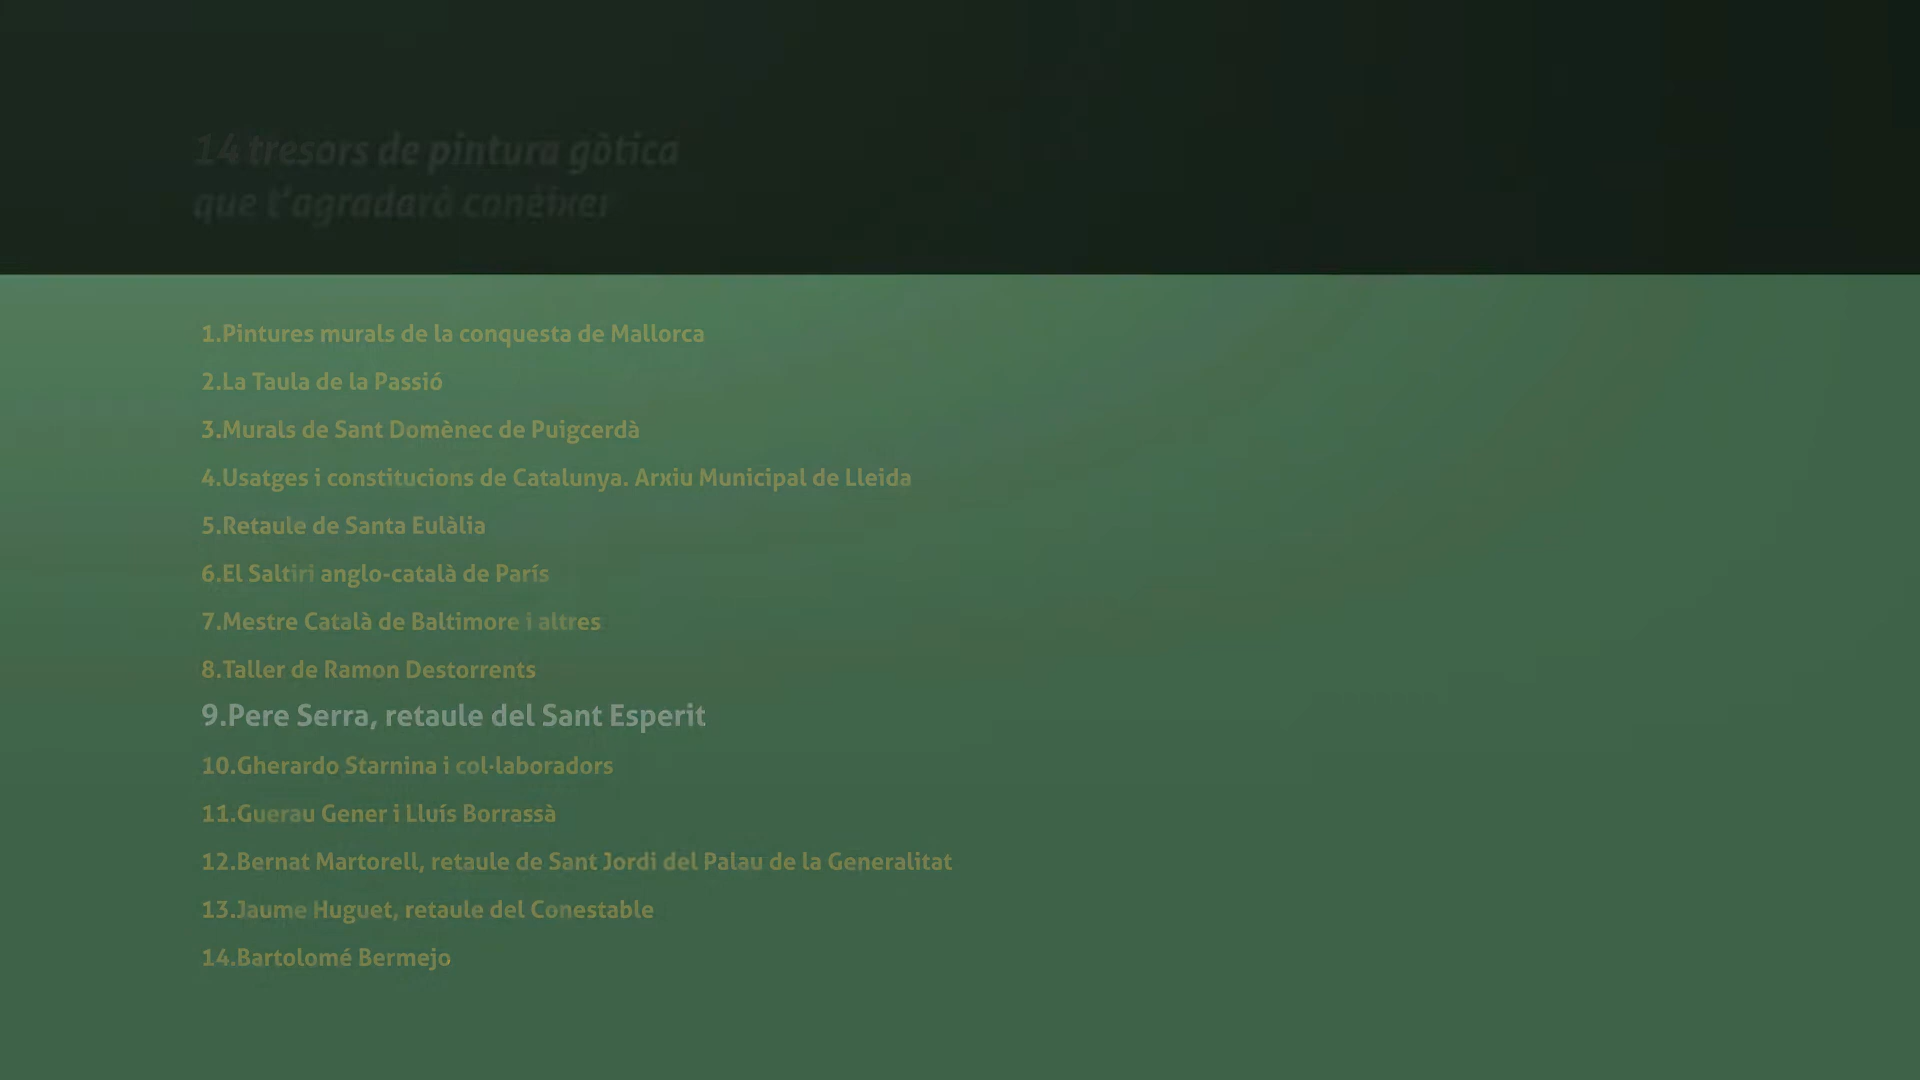 14 tresors de pintura gòtica
que t'agradarà conèixer
1.Pintures murals de la conquesta de Mallorca
2.La Taula de la Passió
3.Murals de Sant Domènec de Puigcerdà
4.Usatges i constitucions de Catalunya. Arxiu Municipal de Lleida
5.Retaule de Santa Eulàlia
6.El Saltiri anglo-català de París
7.Mestre Català de Baltimore i altres
8.Taller de Ramon Destorrents
9.Pere Serra, retaule del Sant Esperit
10.Gherardo Starnina i col·laboradors
11.Guerau Gener i Lluís Borrassà
12.Bernat Martorell, retaule de Sant Jordi del Palau de la Generalitat
13.Jaume Huguet, retaule del Conestable
14.Bartolomé Bermejo